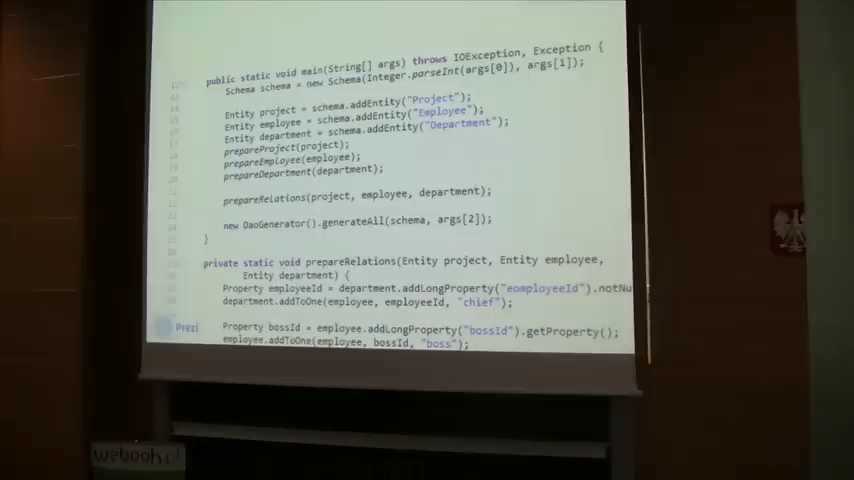 public static void main(String[] args) throws IOException, Exception {
Schema schema = new Schema(Integer.parseInt(args[0]), args[1]);
Entity project = schema.addEntity("Project");
Entity employee = schema.addEntity("Employee");
Entity department = schema.addEntity("Department");
prepareProject(project);
prepareEmployee(employee);
prepareDepartment(department);
prepareRelations(project, employee, department);
new DaoGenerator().generateAll(schema, args[2]);
}
private static void prepareRelations(Entity project, Entity employee,
Entity department) {
Property employeeId = department.addLongProperty("eomployeeId").notNu
department.addToOne(employee, employeeId, "chief");
Property bossId = employee.addLongProperty("bossId").getProperty();
employee.addToOne(employee, bossId, "boss");
Prezi
webook.pl